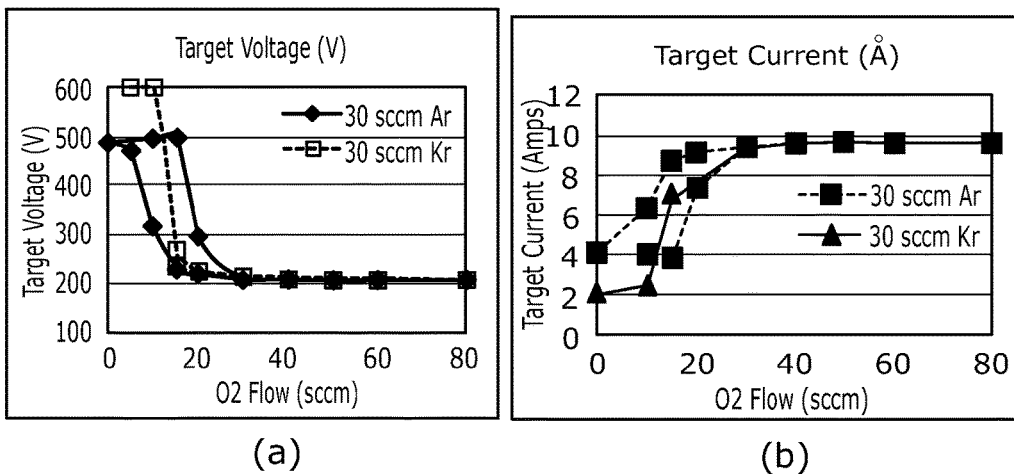 Target Voltage (V)
Target Voltage (V)
600
500
400
300
200
100
30 sccm Ar
30 sccm Kr
0 20 40 60 80
O2 Flow (sccm)
(a)
Target Current (Å)
Target Current (Amps)
12
10
8
6
4
2
0
30 sccm Ar
30 sccm Kr
0 20 40 60 80
O2 Flow (sccm)
(b)